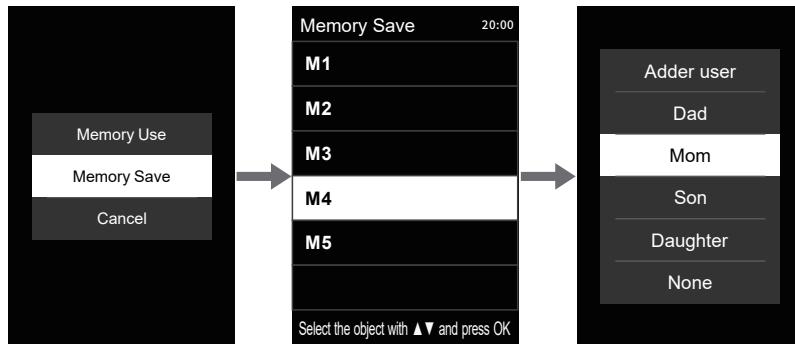 Memory Use
Memory Save
Cancel
Memory Save 20:00
M1
M2
M3
M4
M5
Select the object with ▲▼ and press OK
Adder user
Dad
Mom
Son
Daughter
None